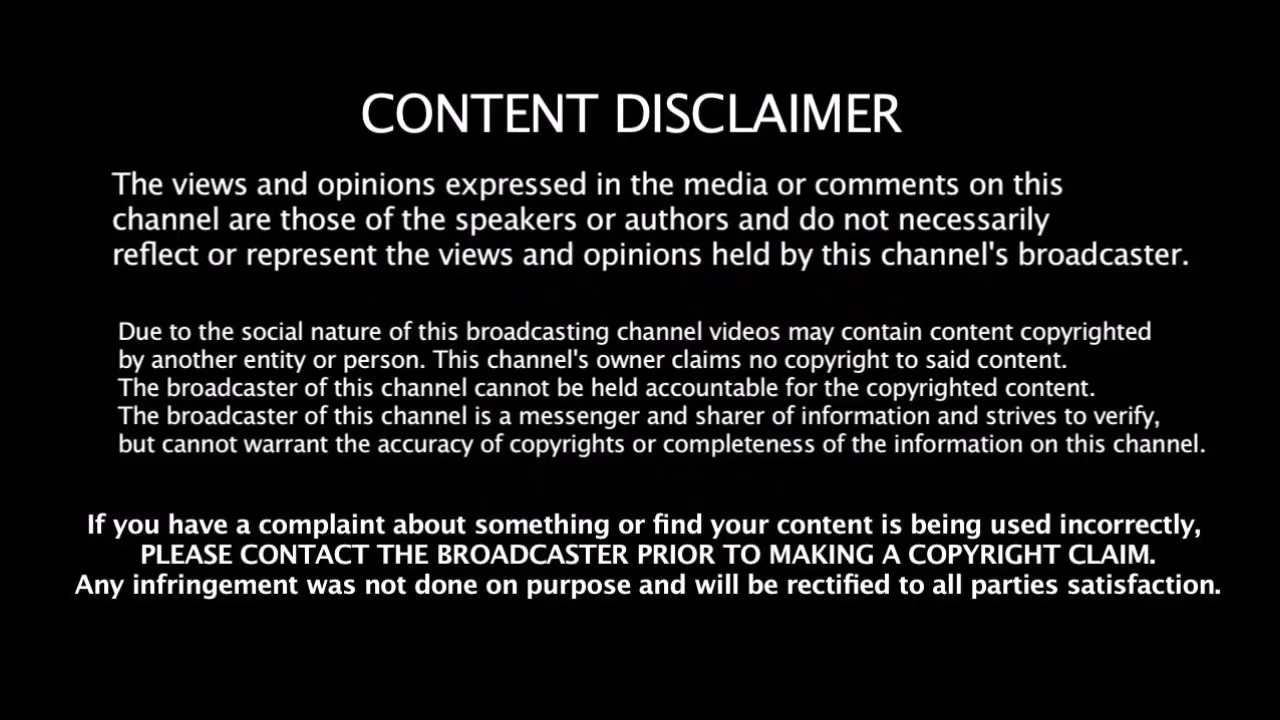 CONTENT DISCLAIMER
The views and opinions expressed in the media or comments on this
channel are those of the speakers or authors and do not necessarily
reflect or represent the views and opinions held by this channel's broadcaster.
Due to the social nature of this broadcasting channel videos may contain content copyrighted
by another entity or person. This channel's owner claims no copyright to said content.
The broadcaster of this channel cannot be held accountable for the copyrighted content.
The broadcaster of this channel is a messenger and sharer of information and strives to verify,
but cannot warrant the accuracy of copyrights or completeness of the information on this channel.
If you have a complaint about something or find your content is being used incorrectly,
PLEASE CONTACT THE BROADCASTER PRIOR TO MAKING A COPYRIGHT CLAIM.
Any infringement was not done on purpose and will be rectified to all parties satisfaction.